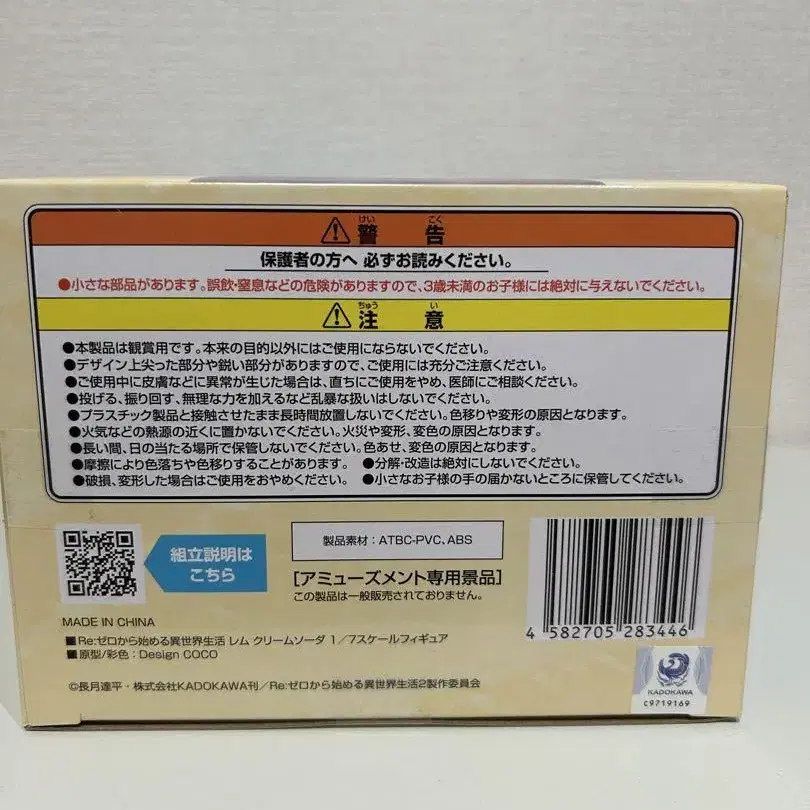 警告
保護者の方へ 必ずお読みください。
●小さな部品があります。誤飲・窒息などの危険がありますので、3歳未満のお子様には絶対に与えないでください。
注意
●本製品は観賞用です。本来の目的以外にはご使用にならないでください。
●デザイン上尖った部分や鋭い部分がありますので、ご使用には充分ご注意ください。
●ご使用中に皮膚などに異常が生じた場合は、直ちにご使用をやめ、医師にご相談ください。
●投げる、振り回す、無理な力を加えるなど乱暴な扱いはしないでください。
●プラスチック製品と接触させたまま長時間放置しないでください。色移りや変形の原因となります。
●火気などの熱源の近くに置かないでください。火災や変形、変色の原因となります。
●長い間、日の当たる場所で保管しないでください。色あせ、変色の原因となります。
●摩擦により色落ちや色移りすることがあります。 ●分解・改造は絶対にしないでください。
●破損、変形した場合はご使用をおやめください。 ●小さなお子様の手の届かないところに保管してください。
組立説明は
こちら
製品素材：ATBC-PVC、ABS
[アミューズメント専用景品]
この製品は一般販売されておりません。
MADE IN CHINA
■Re:ゼロから始める異世界生活 レム クリームソーダ 1/7スケールフィギュア
■原型/彩色：Design COCO
©長月達平・株式会社KADOKAWA刊/Re:ゼロから始める異世界生活2製作委員会
4 582705 283446
KADOKAWA
C9719169